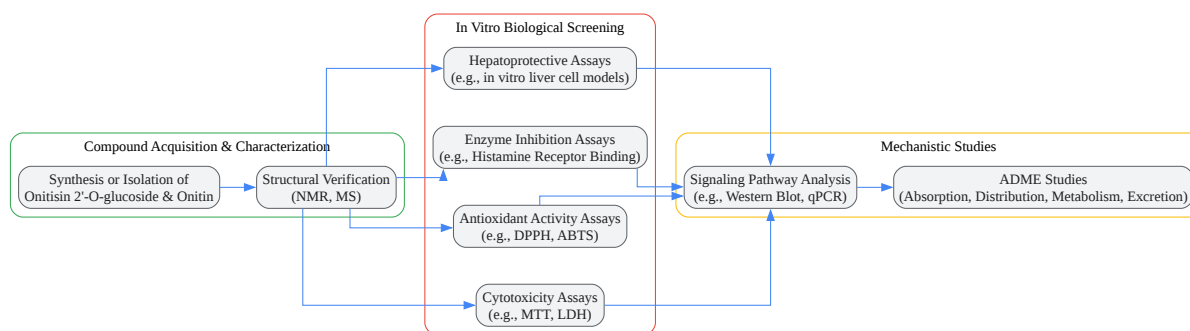 In Vitro Biological Screening
Hepatoprotective Assays
(e.g., in vitro liver cell models)
Compound Acquisition & Characterization
Synthesis or Isolation of
Onitisin 2'-O-glucoside & Onitin
Structural Verification
(NMR, MS)
Enzyme Inhibition Assays
(e.g., Histamine Receptor Binding)
Antioxidant Activity Assays
(e.g., DPPH, ABTS)
Cytotoxicity Assays
(e.g., MTT, LDH)
Mechanistic Studies
Signaling Pathway Analysis
(e.g., Western Blot, qPCR)
ADME Studies
(Absorption, Distribution, Metabolism, Excretion)